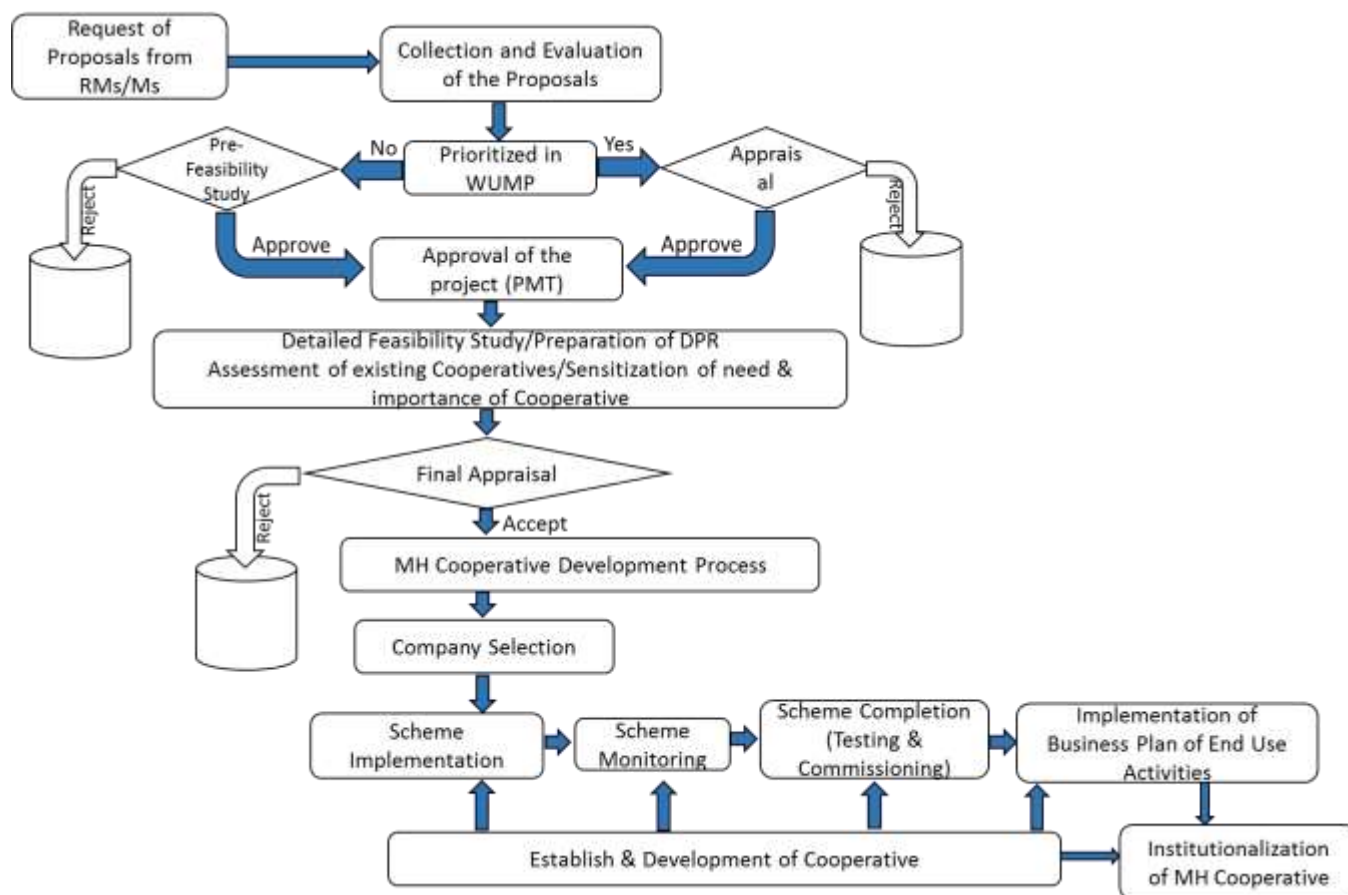 Request of
Proposals from
RMs/Ms
Collection and Evaluation
of the Proposals
Pre-
Feasibility
Study
No
Prioritized in
WUMP
Yes
Apprais
al
Reject
Reject
Approve
Approve
Approval of the
project (PMT)
Detailed Feasibility Study/Preparation of DPR
Assessment of existing Cooperatives/Sensitization of need &
importance of Cooperative
Final Appraisal
Reject
Accept
MH Cooperative Development Process
Company Selection
Scheme
Implementation
Scheme
Monitoring
Scheme Completion
(Testing &
Commissioning)
Implementation of
Business Plan of End Use
Activities
Establish & Development of Cooperative
Institutionalization
of MH Cooperative